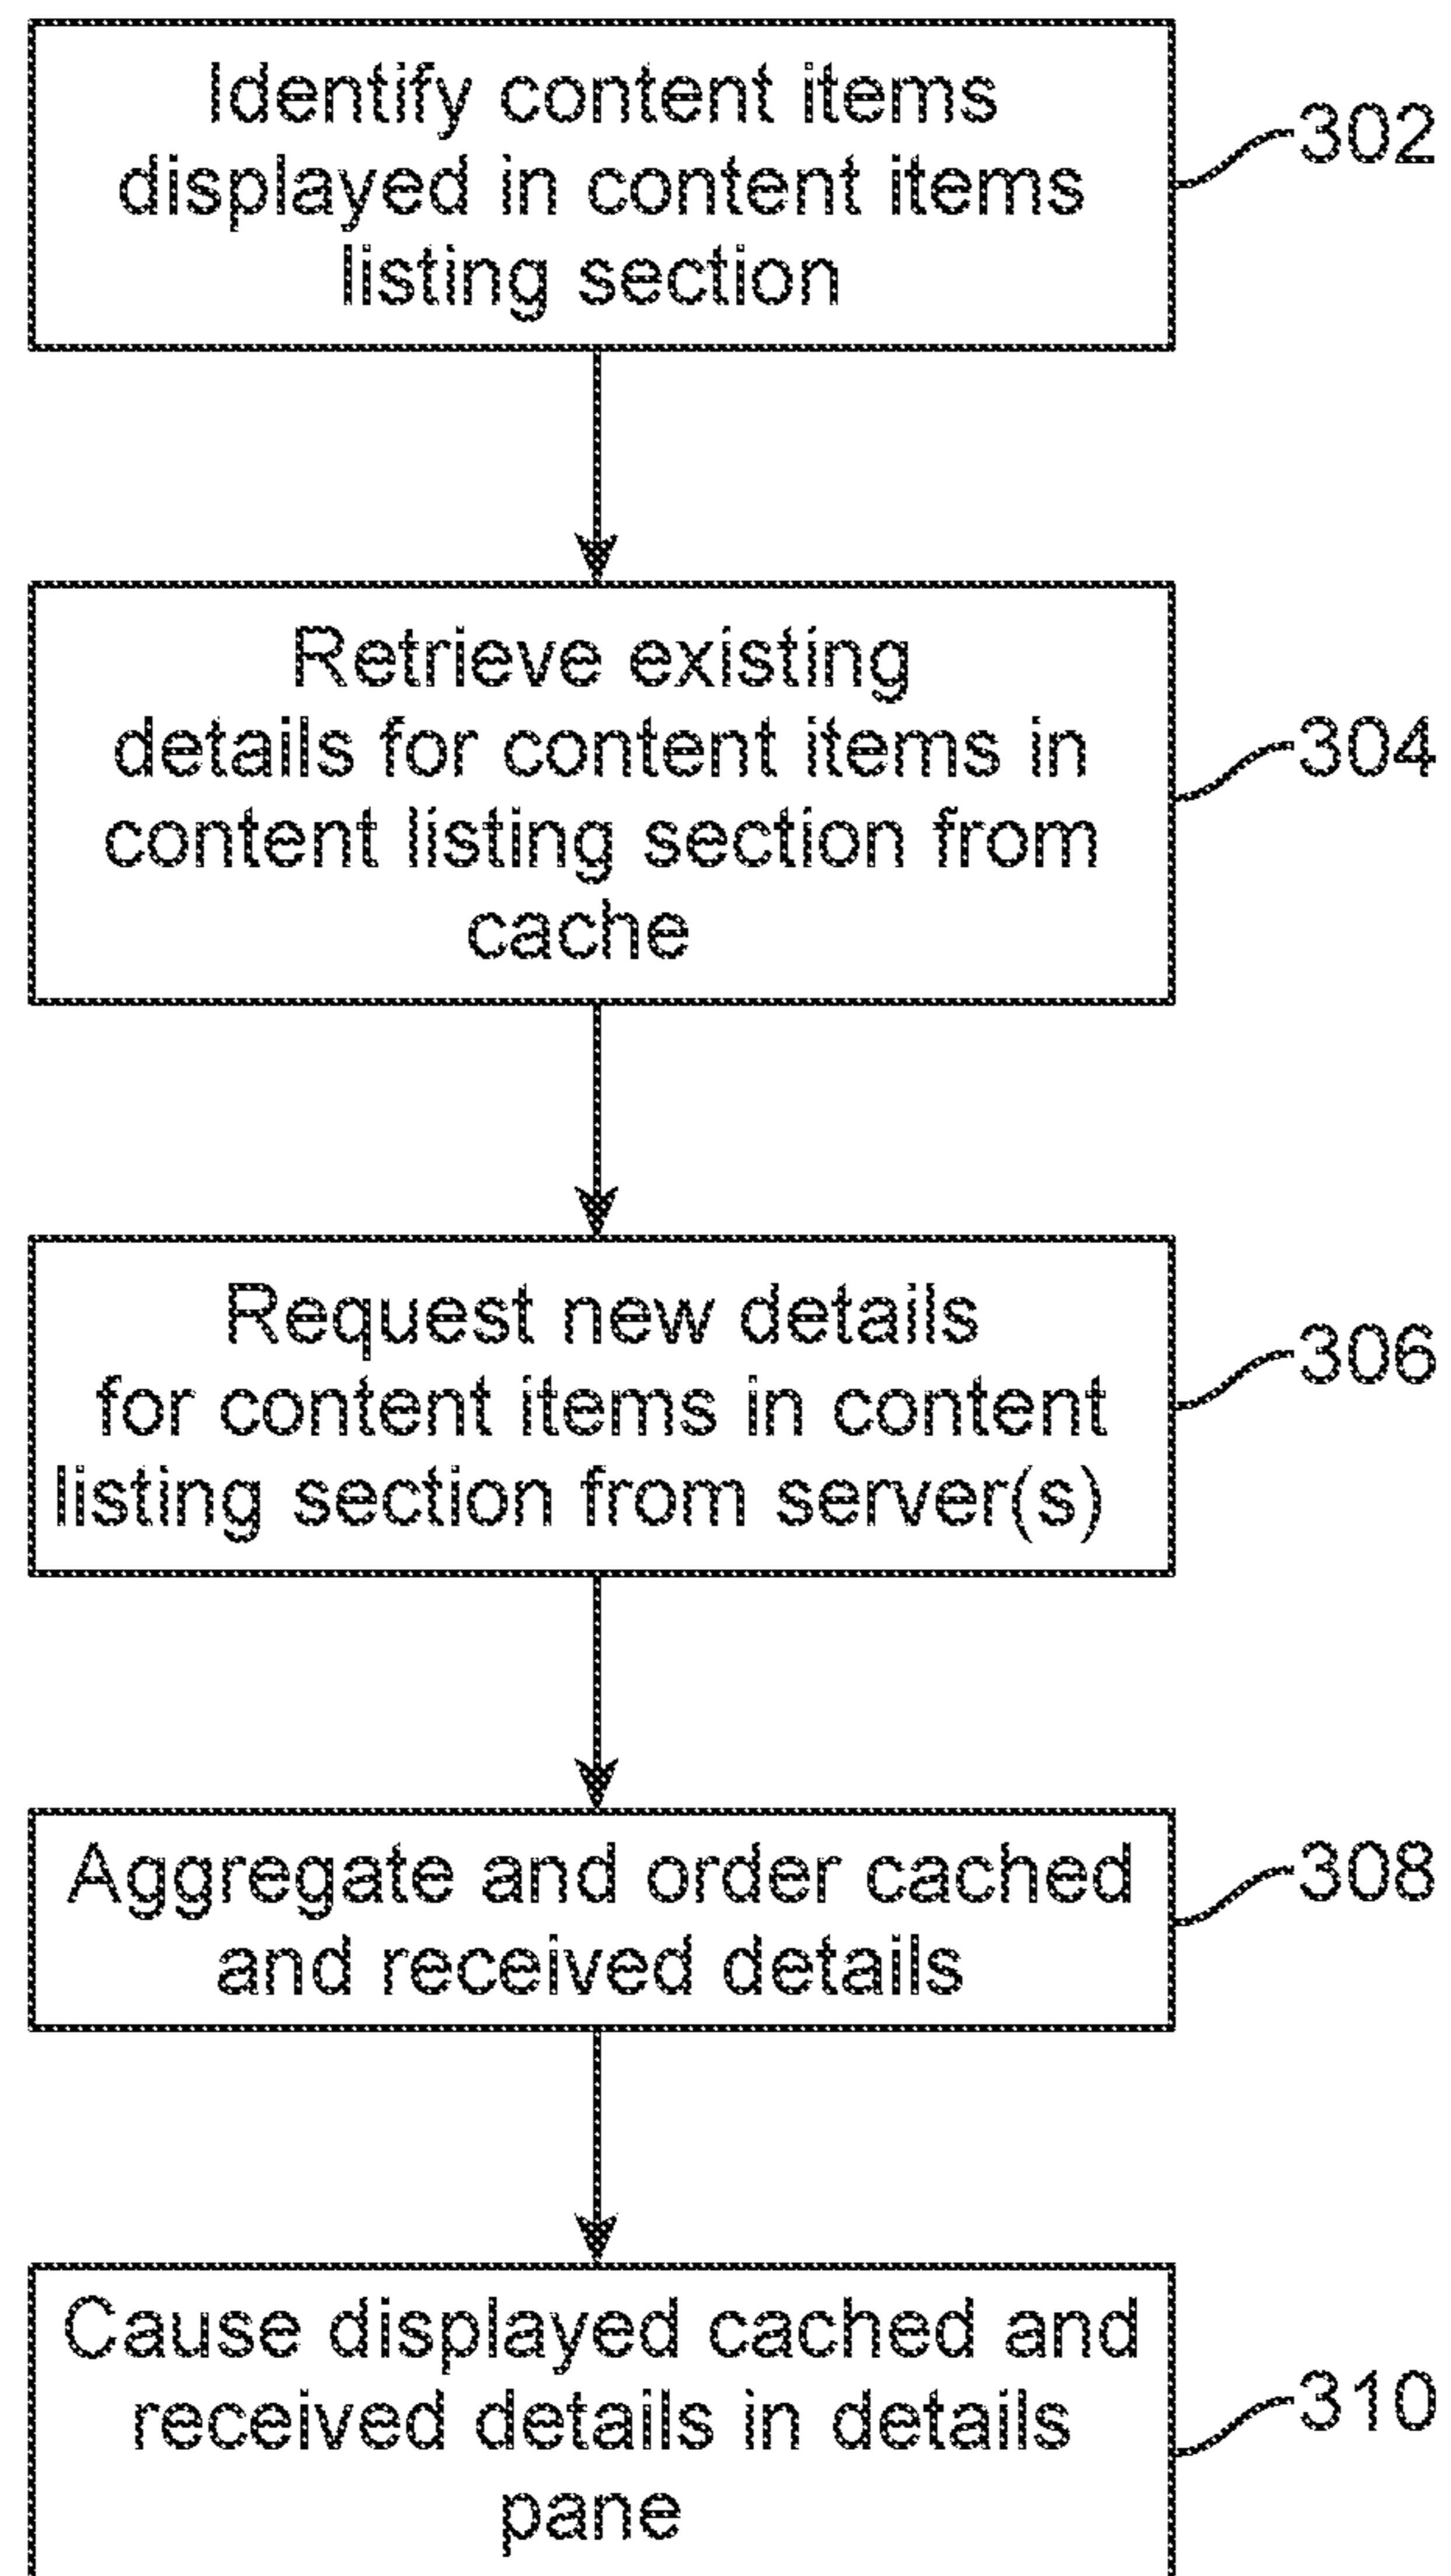 Identify content items
displayed in content items
listing section
302
Retrieve existing
details for content items in
content listing section from
cache
304
Request new details
for content items in content
listing section from server(s)
306
Aggregate and order cached
and received details
308
Cause displayed cached and
received details in details
pane
310